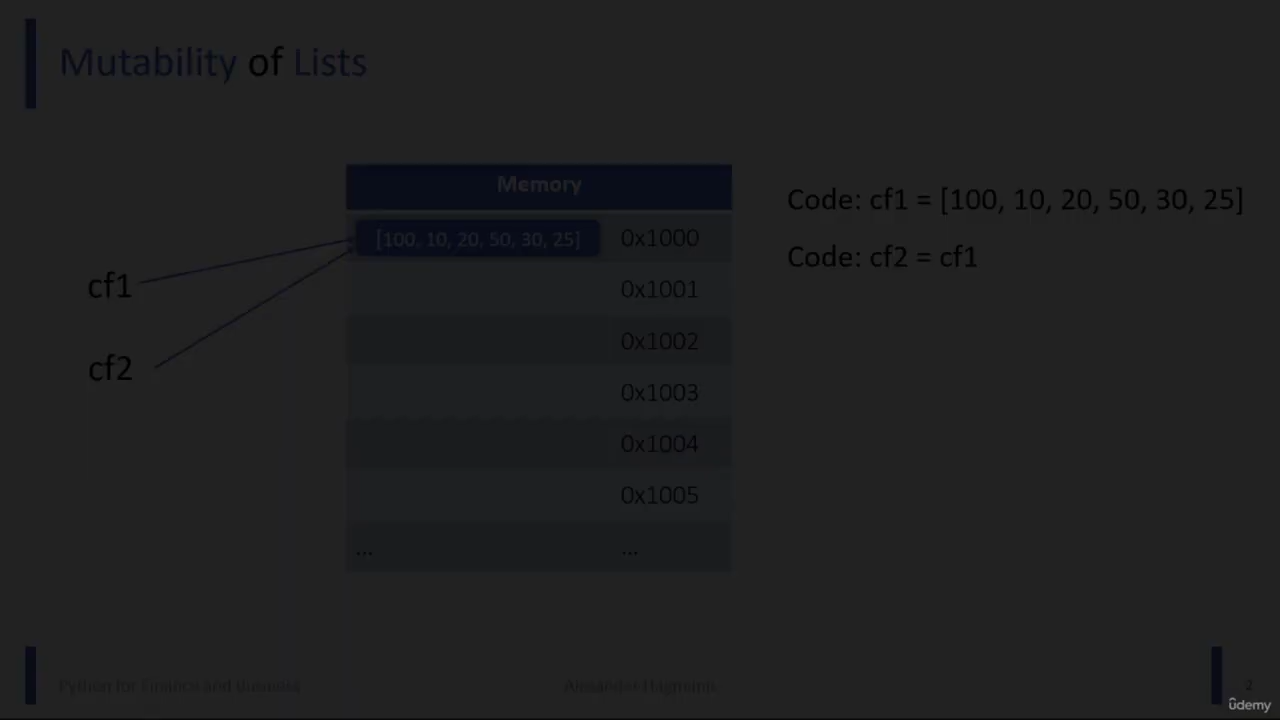 Mutability of Lists
Memory
[100, 10, 20, 50, 30, 25] 0x1000
0x1001
0x1002
0x1003
0x1004
0x1005
... ...
cf1
cf2
Code: cf1 = [100, 10, 20, 50, 30, 25]
Code: cf2 = cf1
Python for Finance and Business
Alexander Hagmann
2
ûdemy